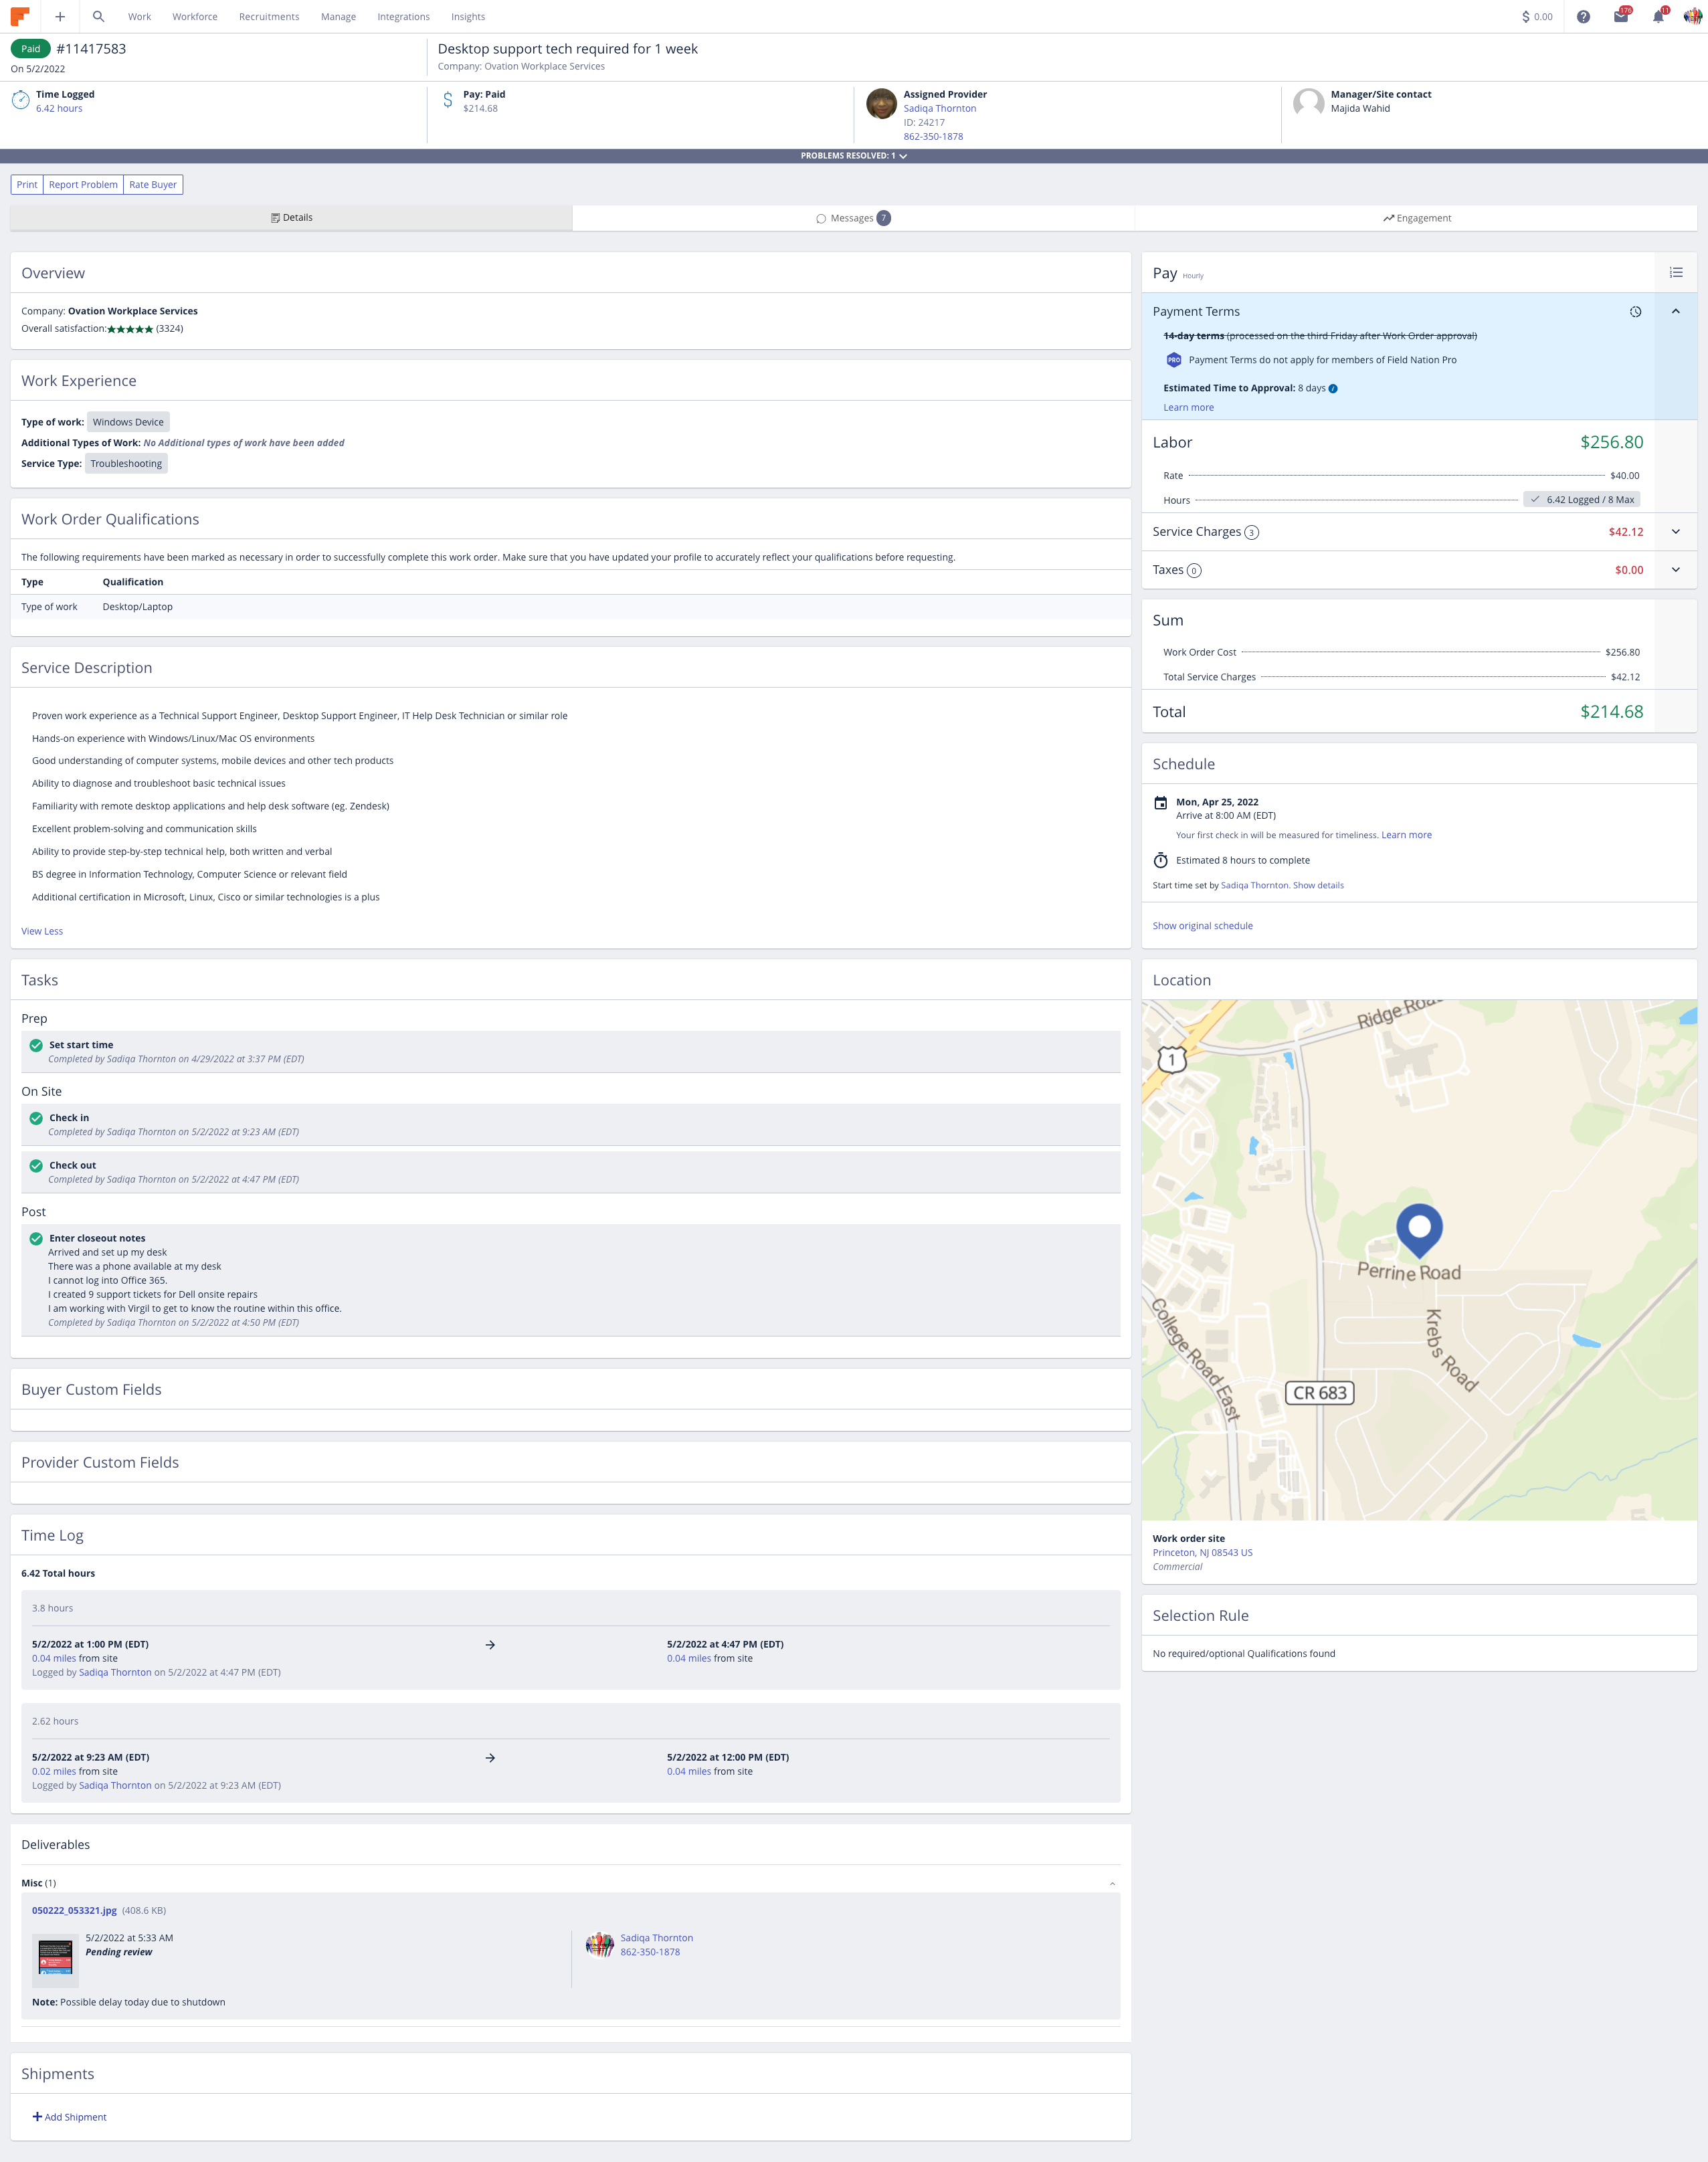 Work Workforce Recruitments Manage Integrations Insights
$ 0.00
176
11
Paid #11417583
On 5/2/2022
Desktop support tech required for 1 week
Company: Ovation Workplace Services
Time Logged
6.42 hours
Pay: Paid
$214.68
Assigned Provider
Sadiqa Thornton
ID: 24217
862-350-1878
Manager/Site contact
Majida Wahid
PROBLEMS RESOLVED: 1
Print Report Problem Rate Buyer
Details
Messages 7
Engagement
Overview
Company: Ovation Workplace Services
Overall satisfaction:★★★★★ (3324)
Work Experience
Type of work: Windows Device
Additional Types of Work: No Additional types of work have been added
Service Type: Troubleshooting
Work Order Qualifications
The following requirements have been marked as necessary in order to successfully complete this work order. Make sure that you have updated your profile to accurately reflect your qualifications before requesting.
Type Qualification
Type of work Desktop/Laptop
Service Description
Proven work experience as a Technical Support Engineer, Desktop Support Engineer, IT Help Desk Technician or similar role
Hands-on experience with Windows/Linux/Mac OS environments
Good understanding of computer systems, mobile devices and other tech products
Ability to diagnose and troubleshoot basic technical issues
Familiarity with remote desktop applications and help desk software (eg. Zendesk)
Excellent problem-solving and communication skills
Ability to provide step-by-step technical help, both written and verbal
BS degree in Information Technology, Computer Science or relevant field
Additional certification in Microsoft, Linux, Cisco or similar technologies is a plus
View Less
Tasks
Prep
Set start time
Completed by Sadiqa Thornton on 4/29/2022 at 3:37 PM (EDT)
On Site
Check in
Completed by Sadiqa Thornton on 5/2/2022 at 9:23 AM (EDT)
Check out
Completed by Sadiqa Thornton on 5/2/2022 at 4:47 PM (EDT)
Post
Enter closeout notes
Arrived and set up my desk
There was a phone available at my desk
I cannot log into Office 365.
I created 9 support tickets for Dell onsite repairs
I am working with Virgil to get to know the routine within this office.
Completed by Sadiqa Thornton on 5/2/2022 at 4:50 PM (EDT)
Buyer Custom Fields
Provider Custom Fields
Time Log
6.42 Total hours
3.8 hours
5/2/2022 at 1:00 PM (EDT) → 5/2/2022 at 4:47 PM (EDT)
0.04 miles from site 0.04 miles from site
Logged by Sadiqa Thornton on 5/2/2022 at 4:47 PM (EDT)
2.62 hours
5/2/2022 at 9:23 AM (EDT) → 5/2/2022 at 12:00 PM (EDT)
0.02 miles from site 0.04 miles from site
Logged by Sadiqa Thornton on 5/2/2022 at 9:23 AM (EDT)
Deliverables
Misc (1)
050222_053321.jpg (408.6 KB)
5/2/2022 at 5:33 AM
Pending review
Sadiqa Thornton
862-350-1878
Note: Possible delay today due to shutdown
Shipments
Add Shipment
Pay Hourly
Payment Terms
14-day terms (processed on the third Friday after Work Order approval)
PRO Payment Terms do not apply for members of Field Nation Pro
Estimated Time to Approval: 8 days
Learn more
Labor $256.80
Rate $40.00
Hours 6.42 Logged / 8 Max
Service Charges 3 $42.12
Taxes 0 $0.00
Sum
Work Order Cost $256.80
Total Service Charges $42.12
Total $214.68
Schedule
Mon, Apr 25, 2022
Arrive at 8:00 AM (EDT)
Your first check in will be measured for timeliness. Learn more
Estimated 8 hours to complete
Start time set by Sadiqa Thornton. Show details
Show original schedule
Location
Ridge Road
1
Perrine Road
Krebs Road
College Road East
CR 683
Work order site
Princeton, NJ 08543 US
Commercial
Selection Rule
No required/optional Qualifications found